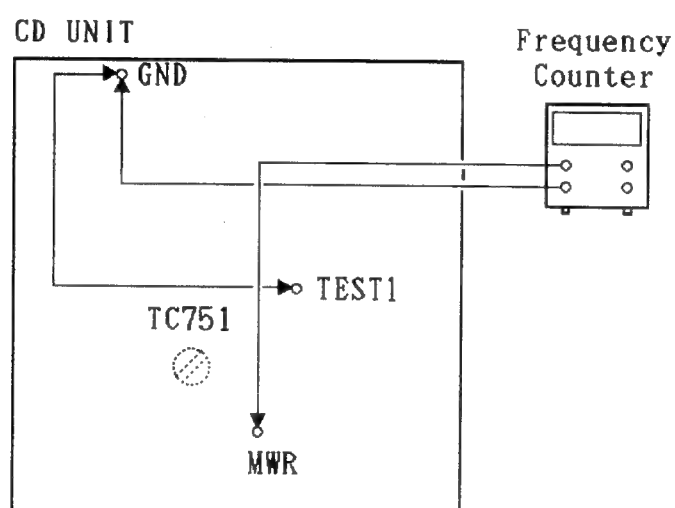 CD UNIT
Frequency
Counter
GND
TEST1
TC751
MWR